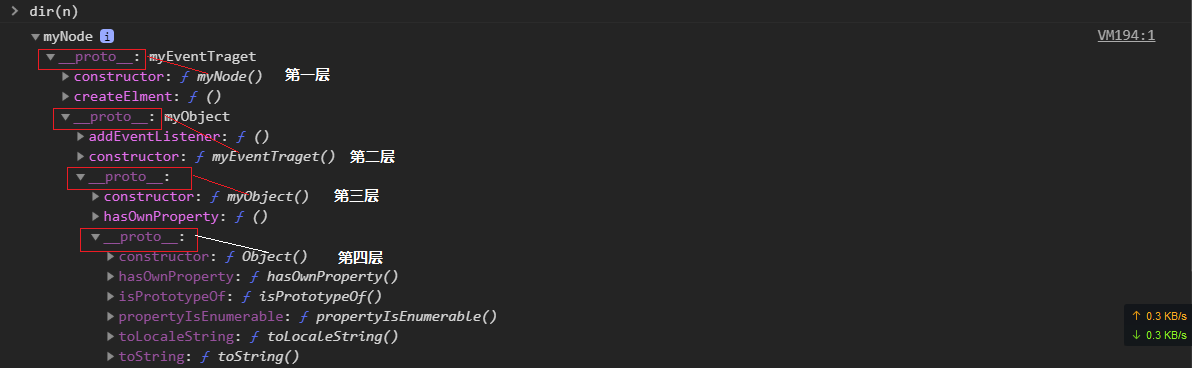 > dir(n)
▼myNode i VM194:1
▼__proto__: myEventTraget
▶constructor: ƒ myNode() 第一层
▶createElment: ƒ ()
▼__proto__: myObject
▶addEventListener: ƒ ()
▶constructor: ƒ myEventTraget() 第二层
▼__proto__:
▶constructor: ƒ myObject() 第三层
▶hasOwnProperty: ƒ ()
▼__proto__:
▶constructor: ƒ Object() 第四层
▶hasOwnProperty: ƒ hasOwnProperty()
▶isPrototypeOf: ƒ isPrototypeOf()
▶propertyIsEnumerable: ƒ propertyIsEnumerable()
↑ 0.3 KB/s
▶toLocaleString: ƒ toLocaleString()
↓ 0.3 KB/s
▶toString: ƒ toString()